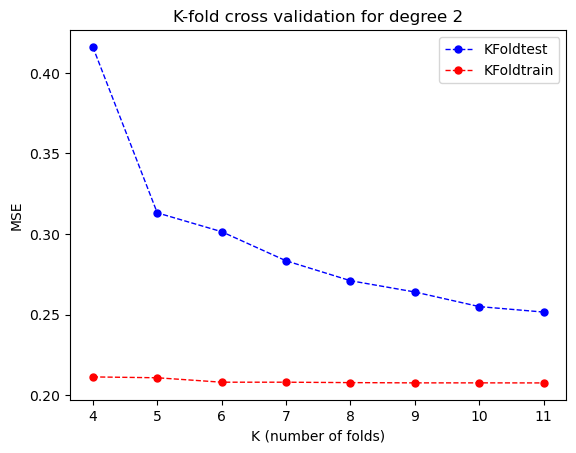 K-fold cross validation for degree 2
KFoldtest
KFoldtrain
MSE
0.40
0.35
0.30
0.25
0.20
4 5 6 7 8 9 10 11
K (number of folds)